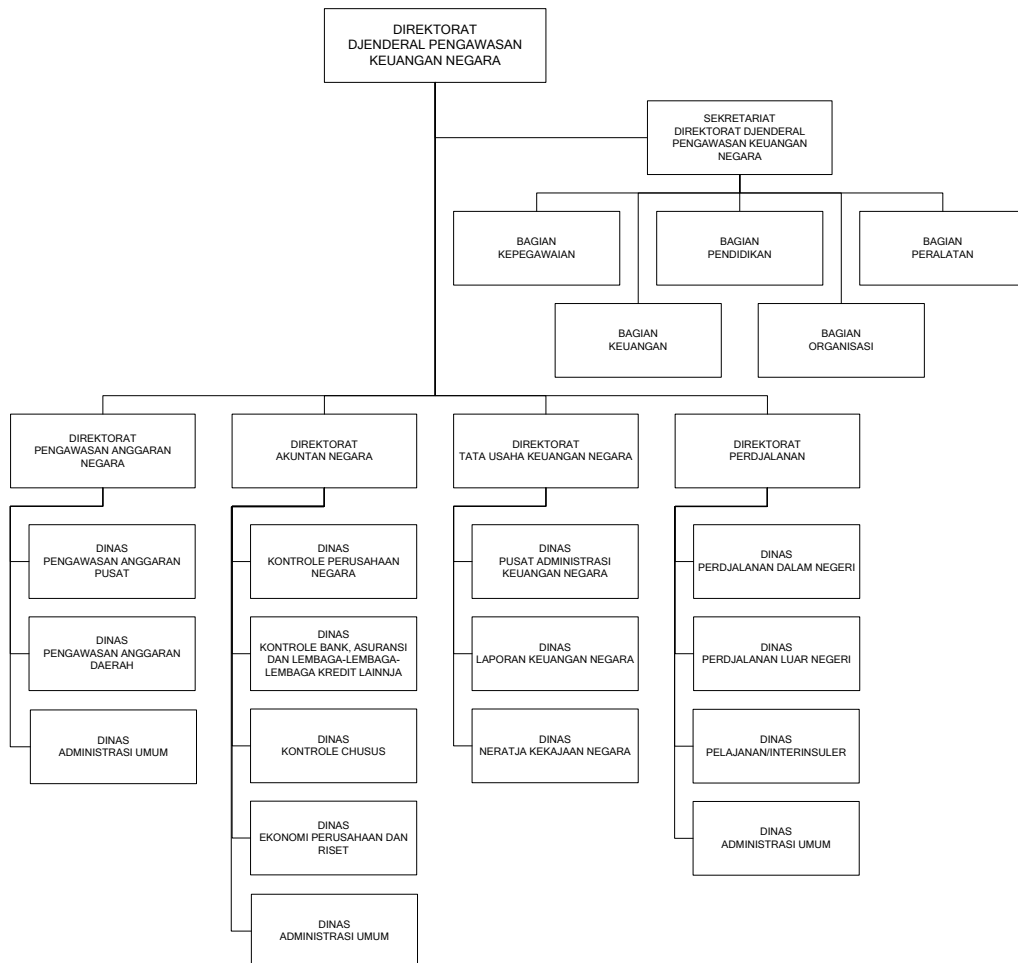 DIREKTORAT
DJENDERAL PENGAWASAN
KEUANGAN NEGARA
SEKRETARIAT
DIREKTORAT DJENDERAL
PENGAWASAN KEUANGAN
NEGARA
BAGIAN
KEPEGAWAIAN
BAGIAN
PENDIDIKAN
BAGIAN
PERALATAN
BAGIAN
KEUANGAN
BAGIAN
ORGANISASI
DIREKTORAT
PENGAWASAN ANGGARAN
NEGARA
DIREKTORAT
AKUNTAN NEGARA
DIREKTORAT
TATA USAHA KEUANGAN NEGARA
DIREKTORAT
PERDJALANAN
DINAS
PENGAWASAN ANGGARAN
PUSAT
DINAS
KONTROLE PERUSAHAAN
NEGARA
DINAS
PUSAT ADMINISTRASI
KEUANGAN NEGARA
DINAS
PERDJALANAN DALAM NEGERI
DINAS
PENGAWASAN ANGGARAN
DAERAH
DINAS
KONTROLE BANK, ASURANSI
DAN LEMBAGA-LEMBAGA-
LEMBAGA KREDIT LAINNJA
DINAS
LAPORAN KEUANGAN NEGARA
DINAS
PERDJALANAN LUAR NEGERI
DINAS
ADMINISTRASI UMUM
DINAS
KONTROLE CHUSUS
DINAS
NERATJA KEKAJAAN NEGARA
DINAS
PELAJANAN/INTERINSULER
DINAS
EKONOMI PERUSAHAAN DAN
RISET
DINAS
ADMINISTRASI UMUM
DINAS
ADMINISTRASI UMUM